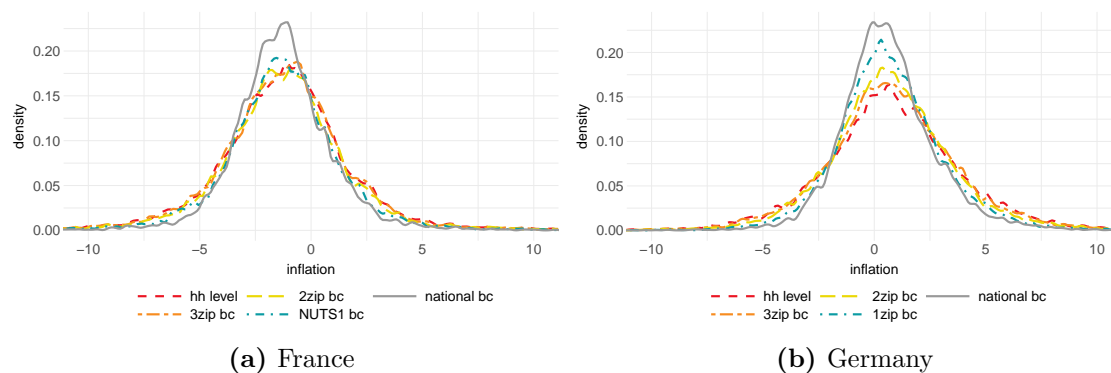 0.00
0.05
0.10
0.15
0.20
density
−10 −5 0 5 10
inflation
hh level 2zip bc national bc
3zip bc NUTS1 bc
(a) France
0.00
0.05
0.10
0.15
0.20
density
−10 −5 0 5 10
inflation
hh level 2zip bc national bc
3zip bc 1zip bc
(b) Germany